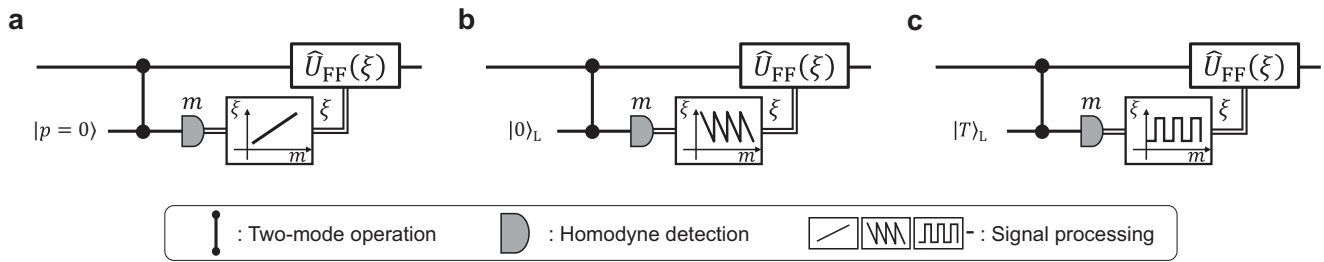 a
b
c
Û_FF(ξ)
Û_FF(ξ)
Û_FF(ξ)
m
ξ
ξ
m
ξ
ξ
m
ξ
ξ
|p = 0⟩
|0⟩_L
|T⟩_L
m
m
m
: Two-mode operation
: Homodyne detection
: Signal processing